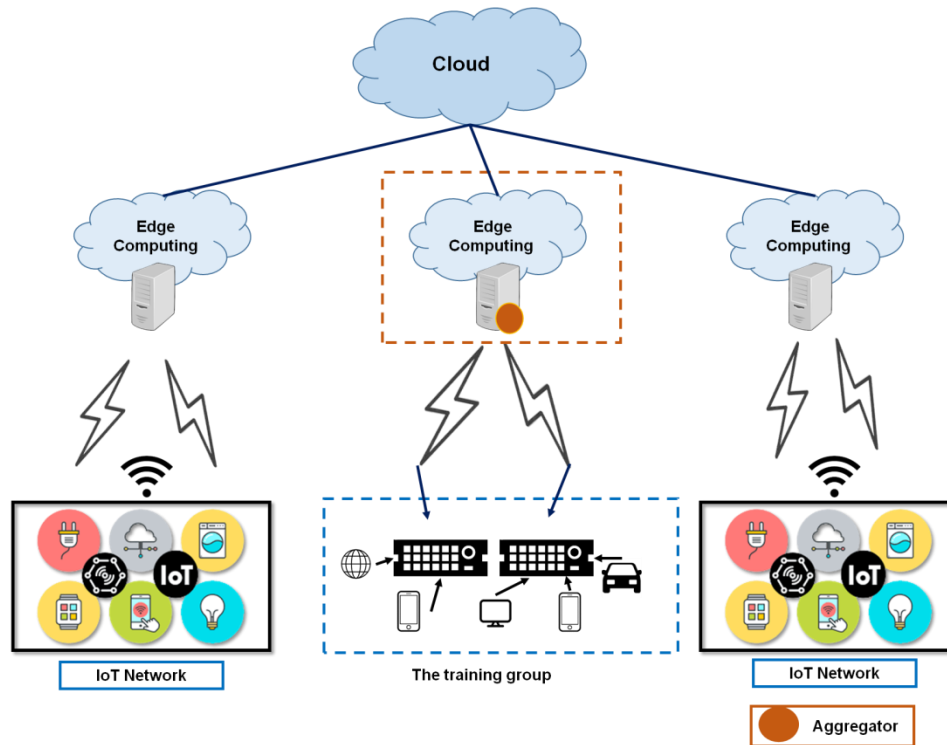 Cloud
Edge
Computing
Edge
Computing
Edge
Computing
IoT
IoT
IoT Network
The training group
IoT Network
Aggregator